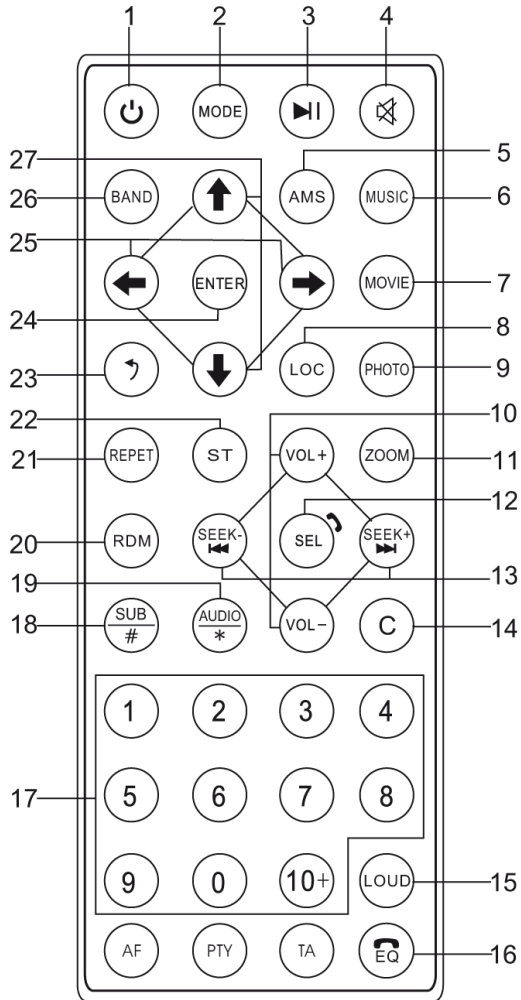 1 2 3 4
MODE
27 5
26 BAND AMS MUSIC 6
25
ENTER MOVIE 7
24 8
23 LOC PHOTO 9
22 10
21 REPET ST VOL+ ZOOM 11
12
20 RDM SEEK- SEL SEEK+
19 13
18 SUB AUDIO VOL- C 14
# *
1 2 3 4
17 5 6 7 8
9 0 10+ LOUD 15
AF PTY TA EQ 16